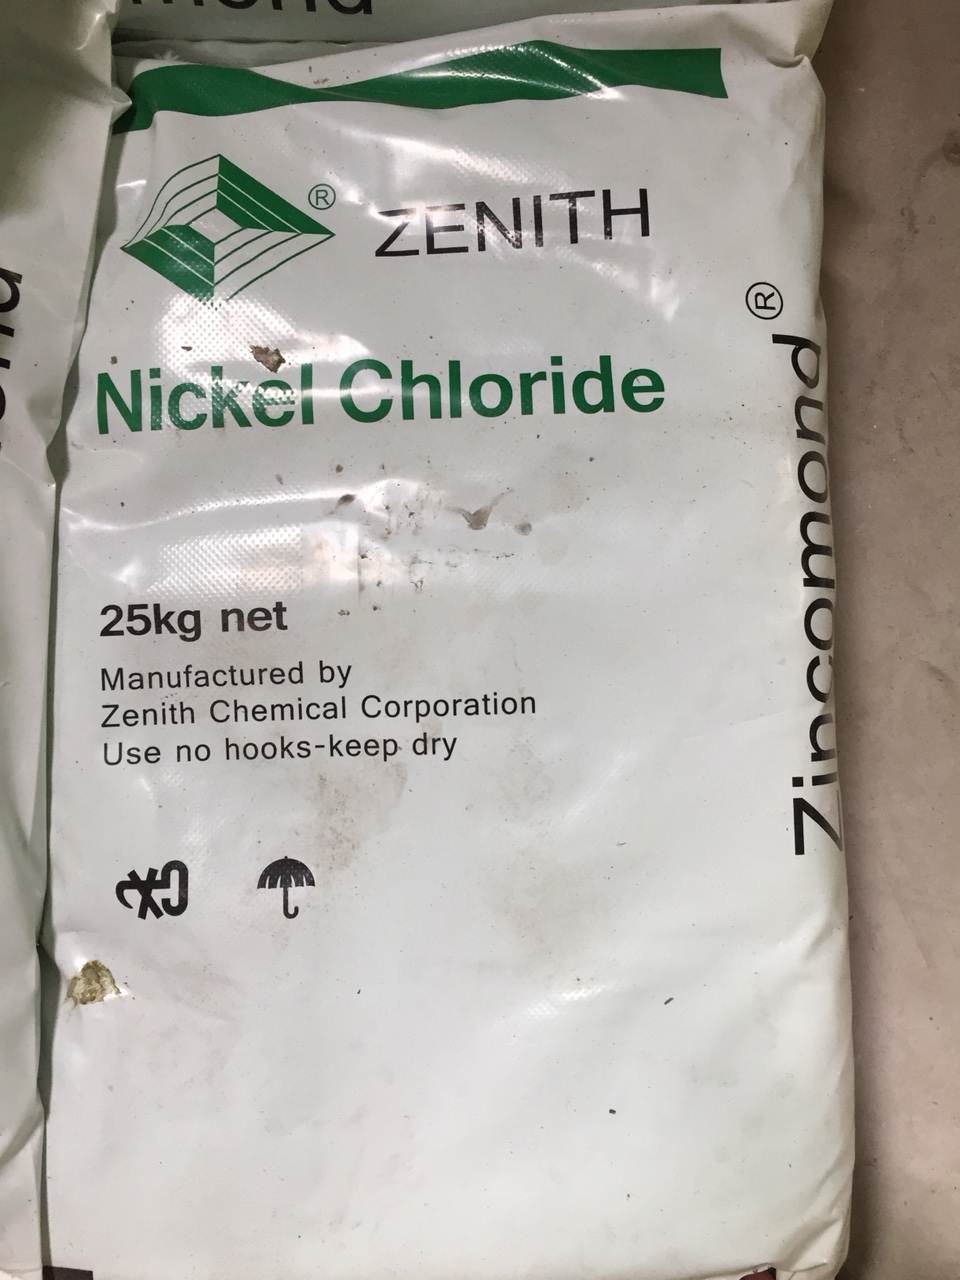 ®
ZENITH
Nickel Chloride
25kg net
Manufactured by
Zenith Chemical Corporation
Use no hooks-keep dry
Zincomond ®